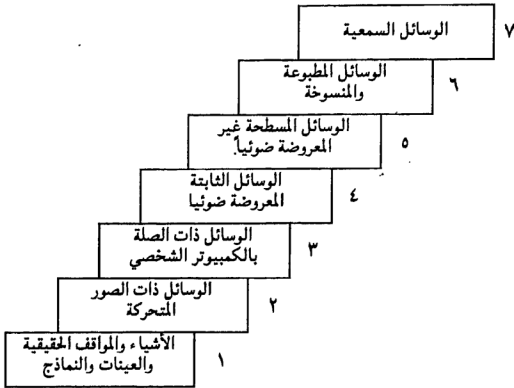 الوسائل السمعية
٧
الوسائل المطبوعة
والمنسوخة
٦
الوسائل المسطحة غير
المعروضة ضوئياً
٥
الوسائل الثابتة
المعروضة ضوئيا
٤
الوسائل ذات الصلة
بالكمبيوتر الشخصي
٣
الوسائل ذات الصور
المتحركة
٢
الأشياء والمواقف الحقيقية
والعينات والنماذج
١